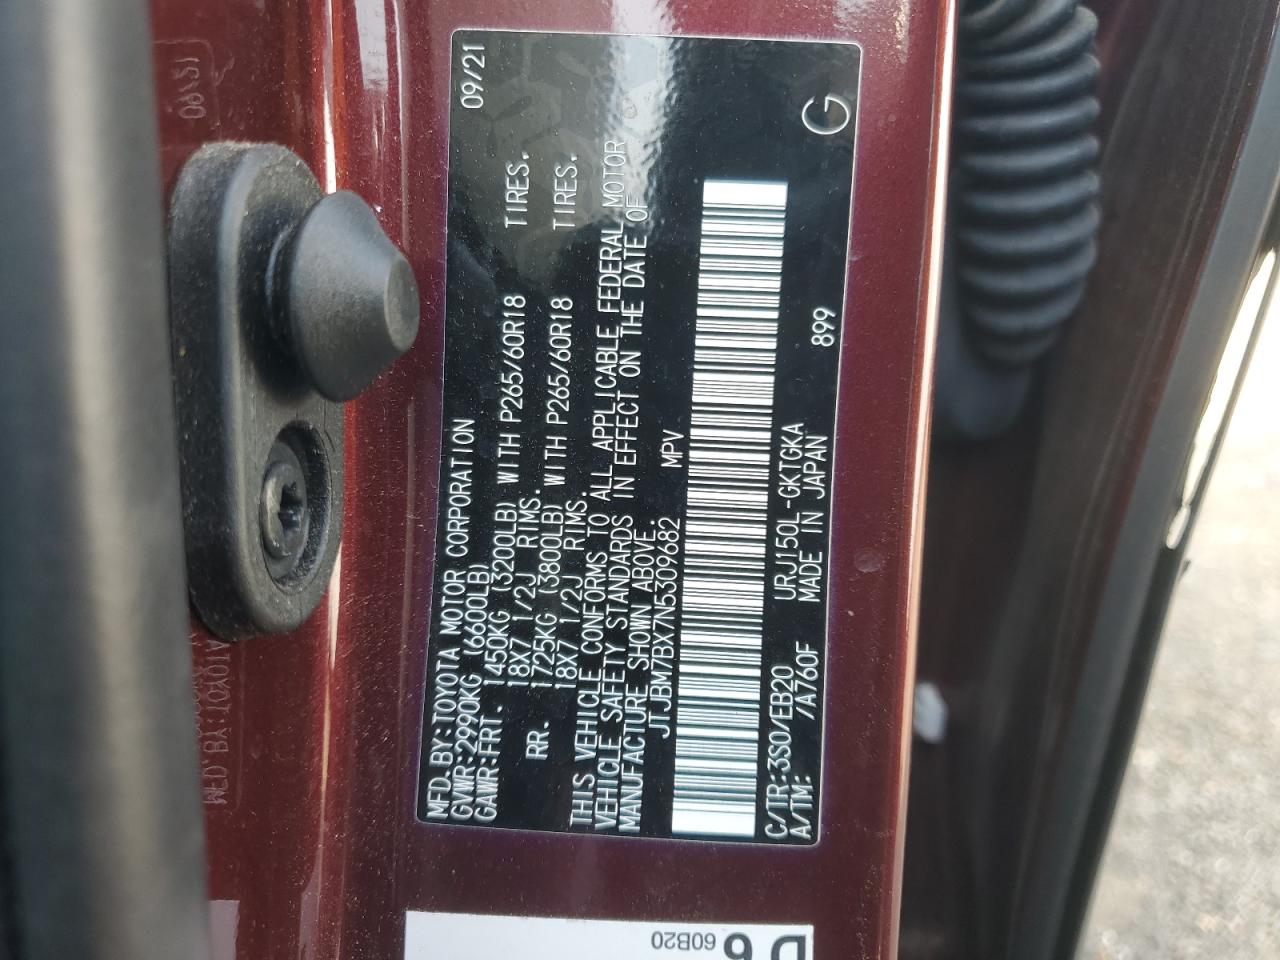 MFD.BY:TOYOTA MOTOR CORPORATION 09/21
GVWR:2990KG (6600LB)
GAWR:FRT. 1450KG (3200LB) WITH P265/60R18 TIRES.
18X7 1/2J RIMS.
RR. 1725KG (3800LB) WITH P265/60R18 TIRES.
18X7 1/2J RIMS.
THIS VEHICLE CONFORMS TO ALL APPLICABLE FEDERAL MOTOR
VEHICLE SAFETY STANDARDS IN EFFECT ON THE DATE OF
MANUFACTURE SHOWN ABOVE.
JTJBM7BX7N5309682 MPV
C/TR:3S0/EB20 URJ150L-GKTGKA 899 G
A/TM: /A760F MADE IN JAPAN
D6
60B20